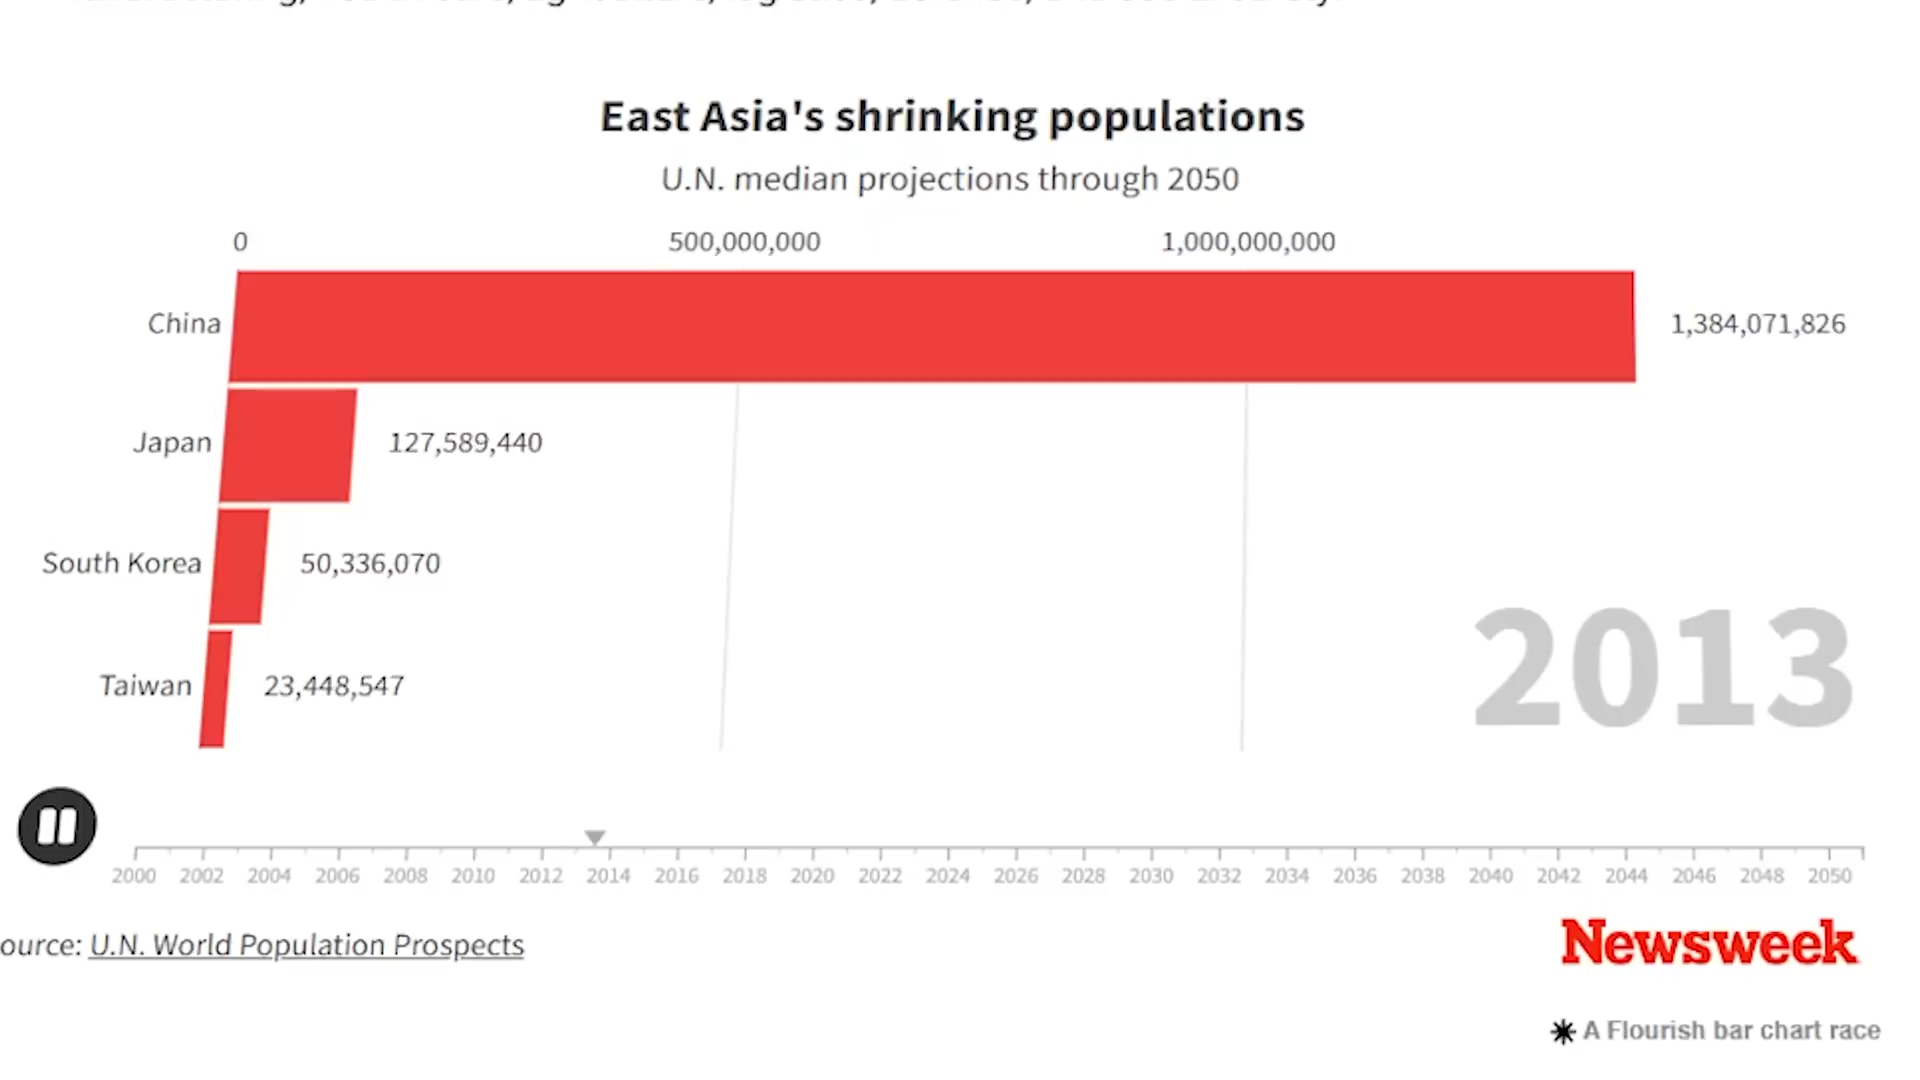 East Asia's shrinking populations
U.N. median projections through 2050
0 500,000,000 1,000,000,000
China 1,384,071,826
Japan 127,589,440
South Korea 50,336,070
Taiwan 23,448,547
2013
2000 2002 2004 2006 2008 2010 2012 2014 2016 2018 2020 2022 2024 2026 2028 2030 2032 2034 2036 2038 2040 2042 2044 2046 2048 2050
ource: U.N. World Population Prospects
Newsweek
A Flourish bar chart race